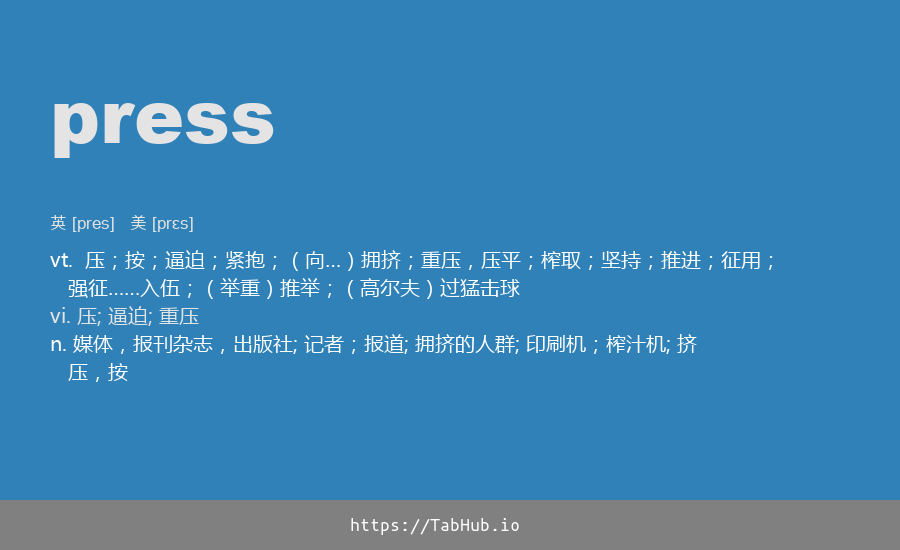 press
英 [pres] 美 [prɛs]
vt. 压；按；逼迫；紧抱；（向...）拥挤；重压，压平；榨取；坚持；推进；征用；
强征……入伍；（举重）推举；（高尔夫）过猛击球
vi. 压; 逼迫; 重压
n. 媒体，报刊杂志，出版社; 记者；报道; 拥挤的人群; 印刷机；榨汁机; 挤
压，按
https://TabHub.io